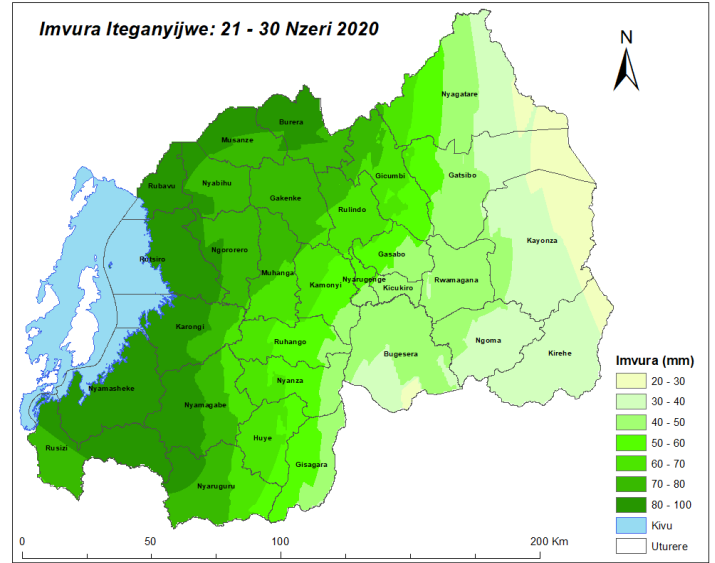 Imvura Iteganyijwe: 21 - 30 Nzeri 2020
N
Nyagatare
Burera
Musanze
Gicumbi
Gatsibo
Rubavu
Nyabihu
Gakenke
Rulindo
Kayonza
Ngororero
Rutsiro
Gasabo
Muhanga
Nyarugenge
Rwamagana
Kamonyi
Kicukiro
Karongi
Ruhango
Ngoma
Bugesera
Kirehe
Nyanza
Nyamasheke
Nyamagabe
Huye
Rusizi
Gisagara
Nyaruguru
Imvura (mm)
20 - 30
30 - 40
40 - 50
50 - 60
60 - 70
70 - 80
80 - 100
Kivu
Uturere
0 50 100 200 Km